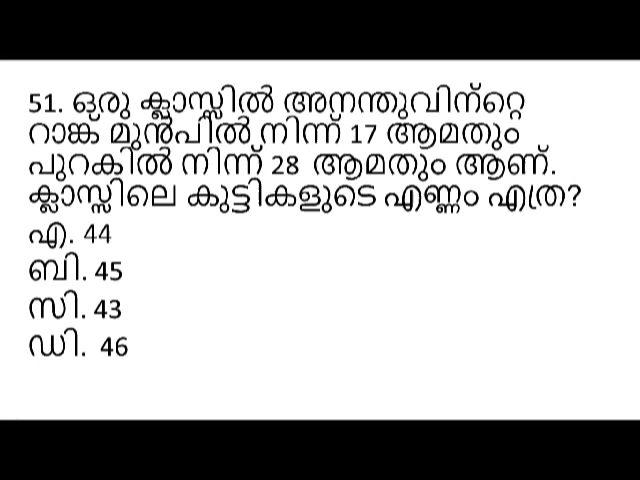 51. ഒരു ക്ലാസ്സിൽ അനന്തുവിന്റെ
റാങ്ക് മുൻപിൽ നിന്ന് 17 ആമതും
പുറകിൽ നിന്ന് 28 ആമതും ആണ്.
ക്ലാസ്സിലെ കുട്ടികളുടെ എണ്ണം എത്ര?
എ. 44
ബി. 45
സി. 43
ഡി. 46